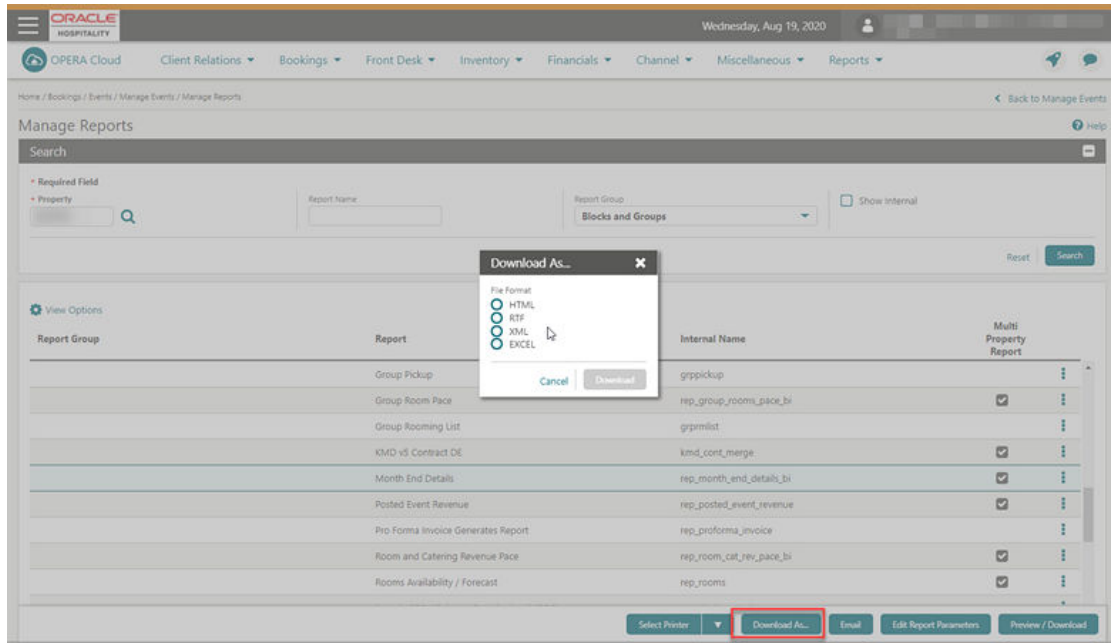 ORACLE
HOSPITALITY
Wednesday, Aug 19, 2020
OPERA Cloud Client Relations Bookings Front Desk Inventory Financials Channel Miscellaneous Reports
Home / Bookings / Events / Manage Events / Manage Reports Back to Manage Events
Manage Reports Help
Search
* Required Field
* Property Report Name Report Group Show Internal
Blocks and Groups
Reset Search
Download As...
File Format
HTML
RTF
XML
EXCEL
Cancel Download
View Options
Report Group Report Internal Name Multi Property Report
Group Pickup grppickup
Group Room Pace rep_group_rooms_pace_bi
Group Rooming List grprmlist
KMD v5 Contract DE kmd_cont_merge
Month End Details rep_month_end_details_bi
Posted Event Revenue rep_posted_event_revenue
Pro Forma Invoice Generates Report rep_proforma_invoice
Room and Catering Revenue Pace rep_room_cat_rev_pace_bi
Rooms Availability / Forecast rep_rooms
Select Printer Download As... Email Edit Report Parameters Preview / Download